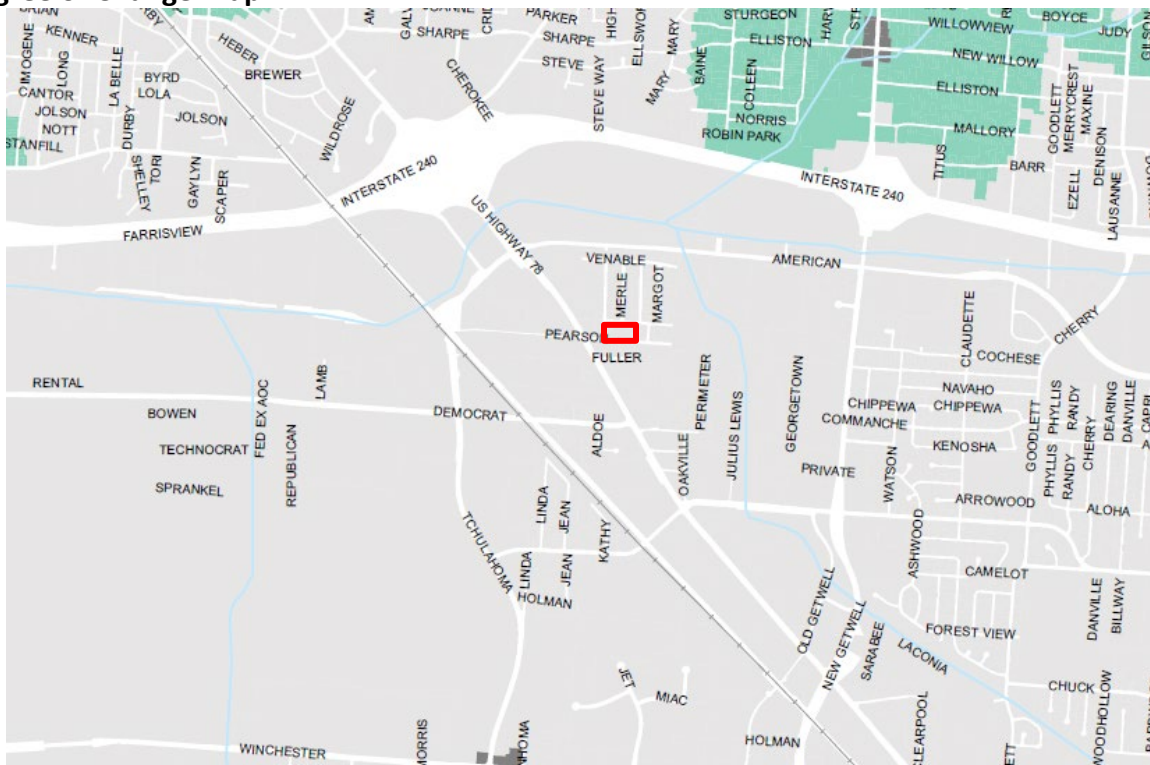 STURGEON
WILLOWVIEW
BOYCE
PARKER
SHARPE
SHARPE
ELLISTON
JUDY
KENNER
HEBER
STEVE
NEW WILLOW
IMOGENE
LONG
LA BELLE
BYRD
BREWER
CHEROKEE
STEVE WAY
ELLSWOR
MARY
MARY
BAINE
COLEEN
ELLISTON
GOODLETT
MERRYCREST
MAXINE
CANTOR
LOLA
JOLSON
JOLSON
NORRIS
MALLORY
NOTT
DURBY
WILDROSE
ROBIN PARK
STANFILL
TITUS
BARR
DENISON
SHELLEY
TORI
GAYLYN
SCAPER
INTERSTATE 240
INTERSTATE 240
EZELL
LAUSANNE
US HIGHWAY 78
FARRISVIEW
VENABLE
AMERICAN
MERLE
MARGOT
CLAUDETTE
CHERRY
PEARSO
FULLER
COCHESE
LAMB
PERIMETER
GEORGETOWN
NAVAHO
RENTAL
FED EX AOC
CHIPPEWA
CHIPPEWA
PHYLLIS
RANDY
DEARING
DANVILLE
BOWEN
DEMOCRAT
ALDOE
JULIUS LEWIS
COMMANCHE
GOODLETT
CHERRY
TECHNOCRAT
REPUBLICAN
OAKVILLE
KENOSHA
PHYLLIS
RANDY
PRIVATE
WATSON
SPRANKEL
LINDA
JEAN
ARROWOOD
ALOHA
TCHULAHOMA
KATHY
ASHWOOD
LINDA
JEAN
CAMELOT
HOLMAN
OLD GETWELL
NEW GETWELL
DANVILLE
BILLWAY
SARABEE
FOREST VIEW
LACONIA
JET
MIAC
CHUCK
WOODHOLLOW
WINCHESTER
HOLMAN